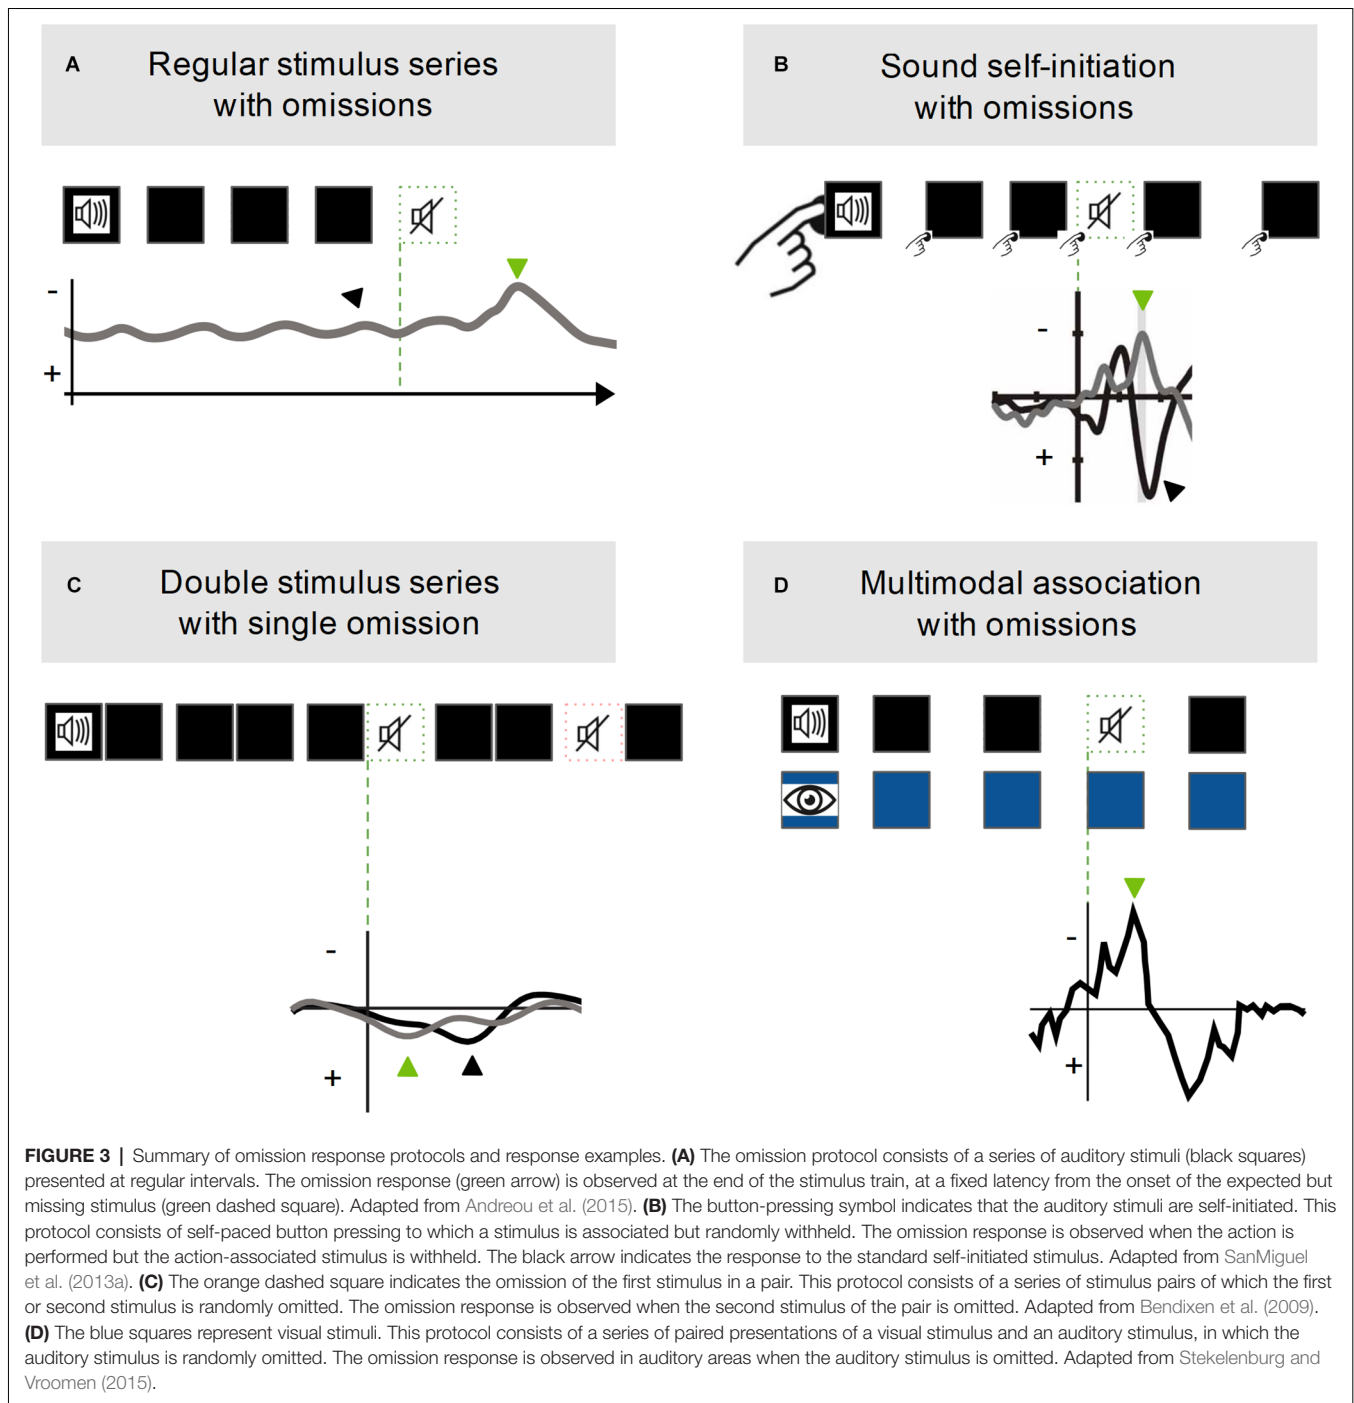 A
Regular stimulus series
with omissions
-
+
B
Sound self-initiation
with omissions
-
+
C
Double stimulus series
with single omission
-
+
D
Multimodal association
with omissions
-
+
FIGURE 3 | Summary of omission response protocols and response examples. (A) The omission protocol consists of a series of auditory stimuli (black squares)
presented at regular intervals. The omission response (green arrow) is observed at the end of the stimulus train, at a fixed latency from the onset of the expected but
missing stimulus (green dashed square). Adapted from Andreou et al. (2015). (B) The button-pressing symbol indicates that the auditory stimuli are self-initiated. This
protocol consists of self-paced button pressing to which a stimulus is associated but randomly withheld. The omission response is observed when the action is
performed but the action-associated stimulus is withheld. The black arrow indicates the response to the standard self-initiated stimulus. Adapted from SanMiguel
et al. (2013a). (C) The orange dashed square indicates the omission of the first stimulus in a pair. This protocol consists of a series of stimulus pairs of which the first
or second stimulus is randomly omitted. The omission response is observed when the second stimulus of the pair is omitted. Adapted from Bendixen et al. (2009).
(D) The blue squares represent visual stimuli. This protocol consists of a series of paired presentations of a visual stimulus and an auditory stimulus, in which the
auditory stimulus is randomly omitted. The omission response is observed in auditory areas when the auditory stimulus is omitted. Adapted from Stekelenburg and
Vroomen (2015).